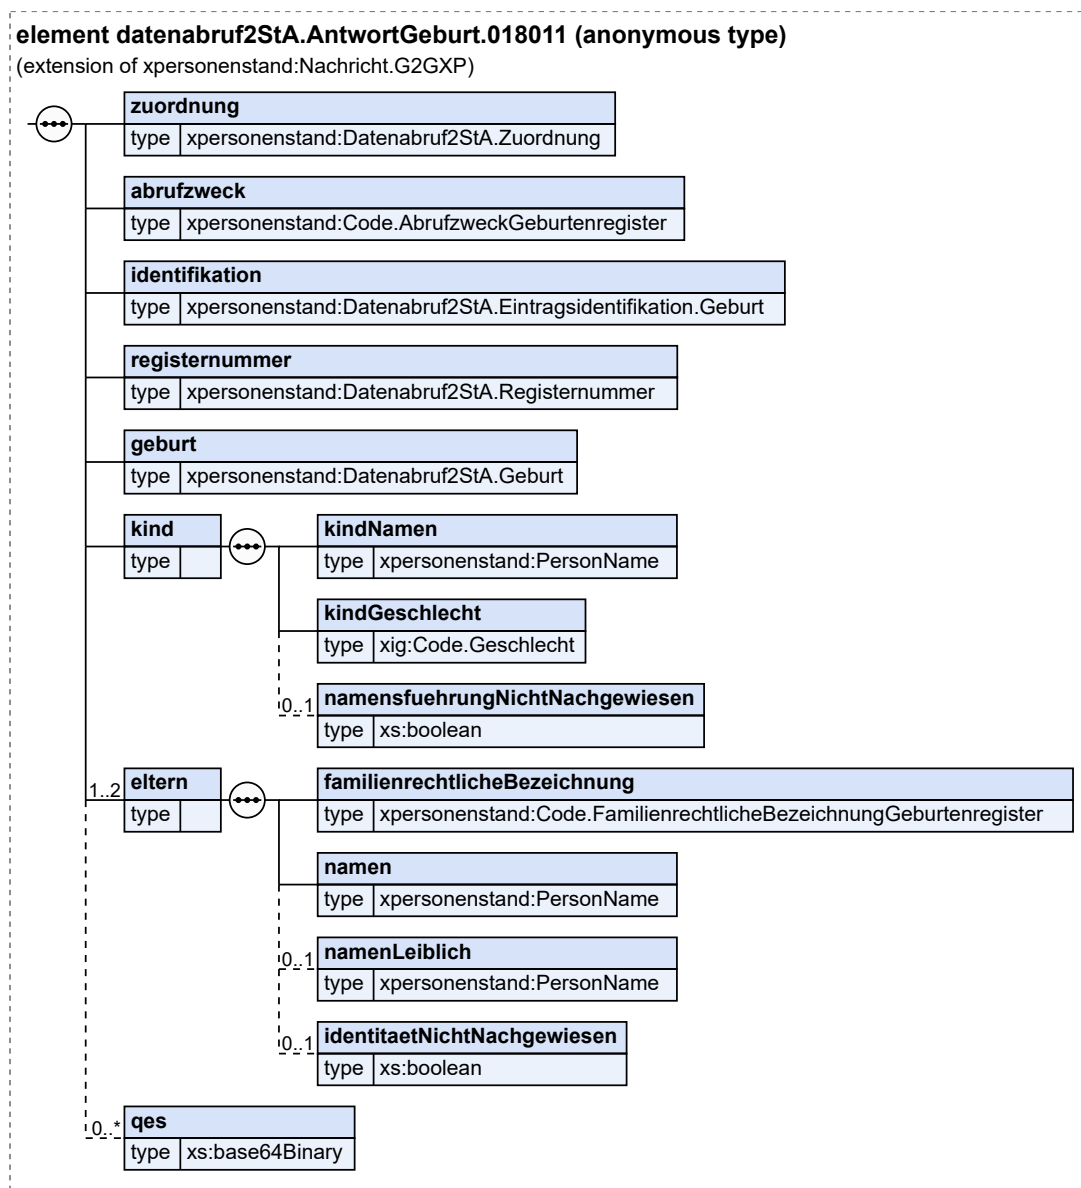 element datenabruf2StA.AntwortGeburt.018011 (anonymous type)
(extension of xpersonenstand:Nachricht.G2GXP)
zuordnung
type xpersonenstand:Datenabruf2StA.Zuordnung
abrufzweck
type xpersonenstand:Code.AbrufzweckGeburtenregister
identifikation
type xpersonenstand:Datenabruf2StA.Eintragsidentifikation.Geburt
registernummer
type xpersonenstand:Datenabruf2StA.Registernummer
geburt
type xpersonenstand:Datenabruf2StA.Geburt
kind
type
kindNamen
type xpersonenstand:PersonName
kindGeschlecht
type xig:Code.Geschlecht
0..1
namensfuehrungNichtNachgewiesen
type xs:boolean
1..2
eltern
type
familienrechtlicheBezeichnung
type xpersonenstand:Code.FamilienrechtlicheBezeichnungGeburtenregister
namen
type xpersonenstand:PersonName
0..1
namenLeiblich
type xpersonenstand:PersonName
0..1
identitaetNichtNachgewiesen
type xs:boolean
0..*
qes
type xs:base64Binary